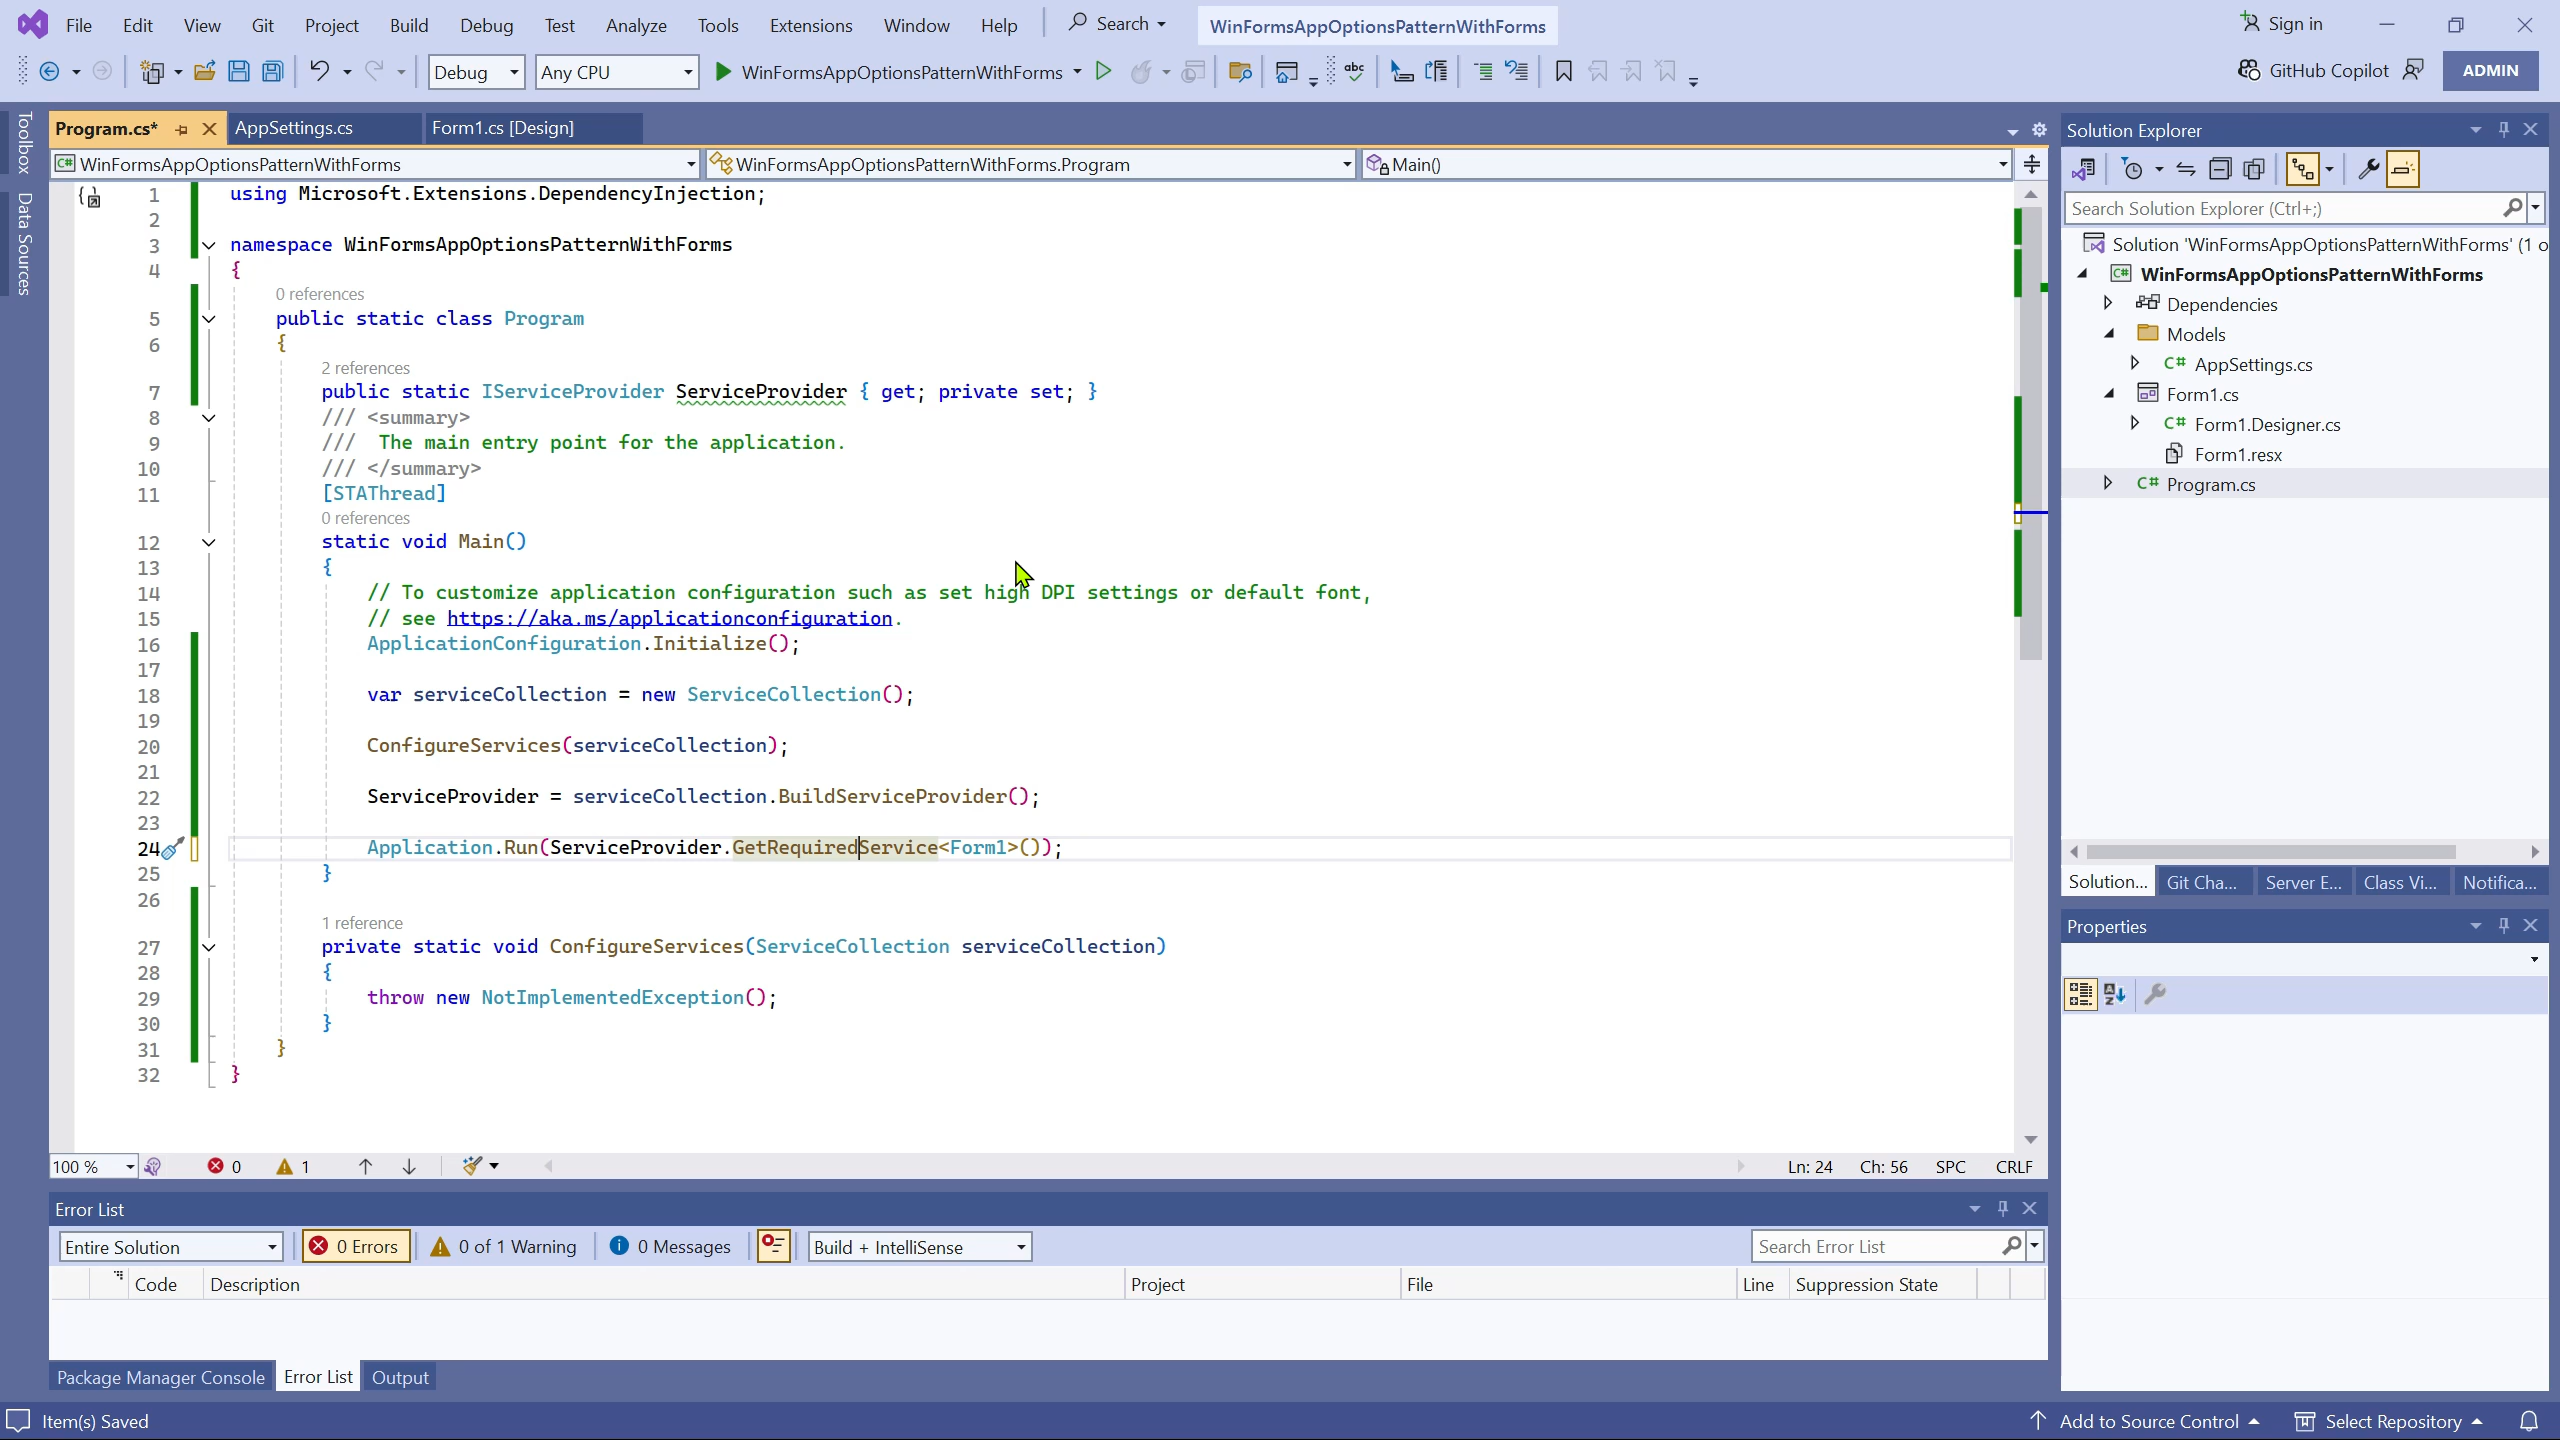 File Edit View Git Project Build Debug Test Analyze Tools Extensions Window Help Search WinFormsAppOptionsPatternWithForms Sign in
Debug Any CPU WinFormsAppOptionsPatternWithForms GitHub Copilot ADMIN
Toolbox
Data Sources
Program.cs* AppSettings.cs Form1.cs [Design]
WinFormsAppOptionsPatternWithForms WinFormsAppOptionsPatternWithForms.Program Main()
1 using Microsoft.Extensions.DependencyInjection;
2
3 namespace WinFormsAppOptionsPatternWithForms
4 {
0 references
5 public static class Program
6 {
2 references
7 public static IServiceProvider ServiceProvider { get; private set; }
8 /// <summary>
9 /// The main entry point for the application.
10 /// </summary>
11 [STAThread]
0 references
12 static void Main()
13 {
14 // To customize application configuration such as set high DPI settings or default font,
15 // see https://aka.ms/applicationconfiguration.
16 ApplicationConfiguration.Initialize();
17
18 var serviceCollection = new ServiceCollection();
19
20 ConfigureServices(serviceCollection);
21
22 ServiceProvider = serviceCollection.BuildServiceProvider();
23
24 Application.Run(ServiceProvider.GetRequiredService<Form1>());
25 }
26
1 reference
27 private static void ConfigureServices(ServiceCollection serviceCollection)
28 {
29 throw new NotImplementedException();
30 }
31 }
32 }
100 % 0 1 Ln: 24 Ch: 56 SPC CRLF
Error List
Entire Solution 0 Errors 0 of 1 Warning 0 Messages Build + IntelliSense Search Error List
Code Description Project File Line Suppression State
Package Manager Console Error List Output
Solution Explorer
Search Solution Explorer (Ctrl+;)
Solution 'WinFormsAppOptionsPatternWithForms' (1 o
WinFormsAppOptionsPatternWithForms
Dependencies
Models
C# AppSettings.cs
Form1.cs
C# Form1.Designer.cs
Form1.resx
C# Program.cs
Solution... Git Cha... Server E... Class Vi... Notifica...
Properties
Item(s) Saved Add to Source Control Select Repository